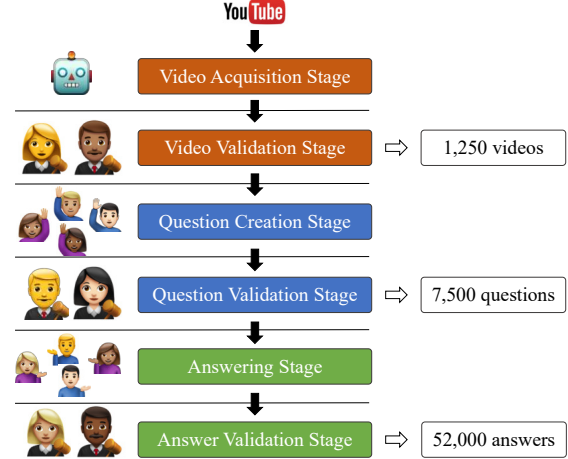 YouTube
Video Acquisition Stage
Video Validation Stage
1,250 videos
Question Creation Stage
Question Validation Stage
7,500 questions
Answering Stage
Answer Validation Stage
52,000 answers